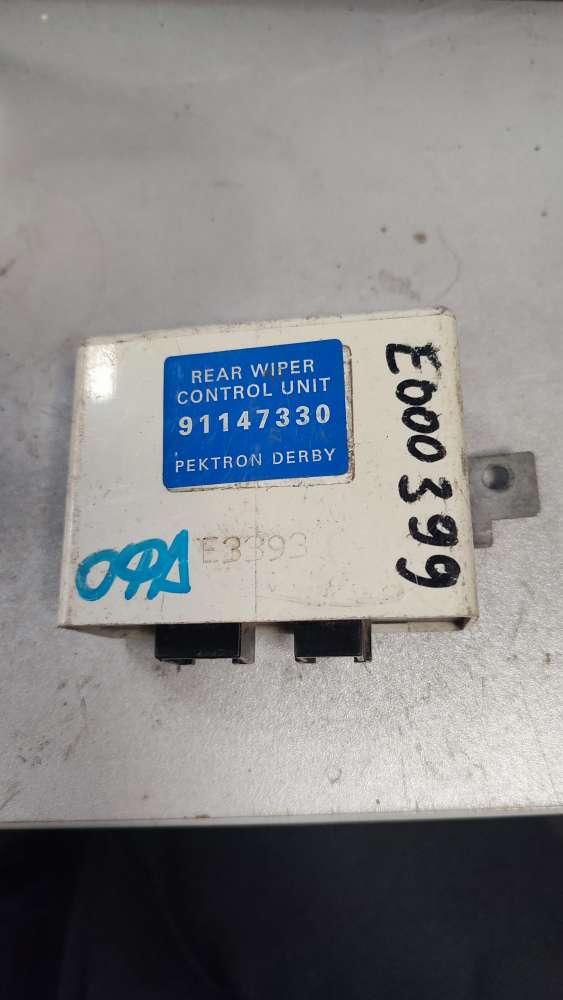 REAR WIPER
CONTROL UNIT
91147330
PEKTRON DERBY
E3393
E000399